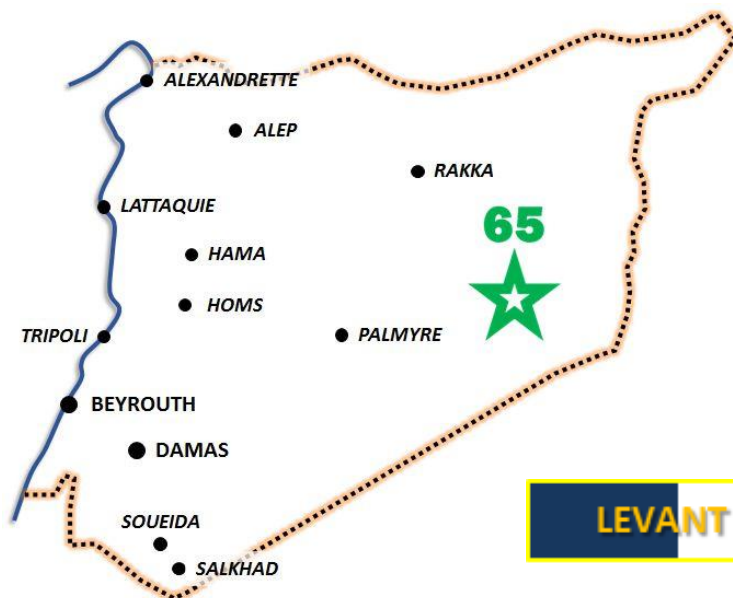 ALEXANDRETTE
ALEP
RAKKA
LATTAQUIE
65
HAMA
HOMS
TRIPOLI
PALMYRE
BEYROUTH
DAMAS
LEVANT
SOUEIDA
SALKHAD